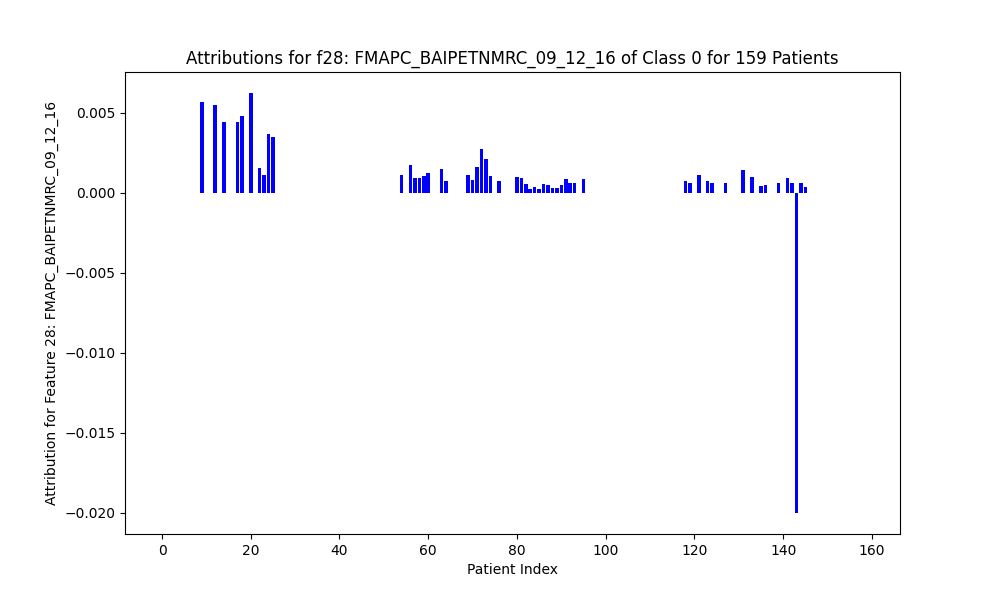 Attributions for f28: FMAPC_BAIPETNMRC_09_12_16 of Class 0 for 159 Patients
Attribution for Feature 28: FMAPC_BAIPETNMRC_09_12_16
0.005
0.000
−0.005
−0.010
−0.015
−0.020
0 20 40 60 80 100 120 140 160
Patient Index